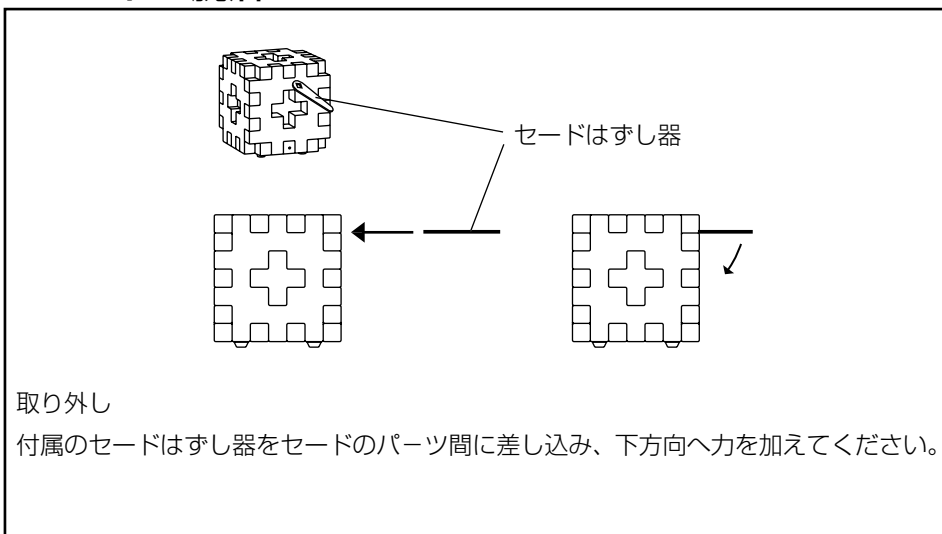 セードはずし器
取り外し
付属のセードはずし器をセードのパーツ間に差し込み、下方向へ力を加えてください。